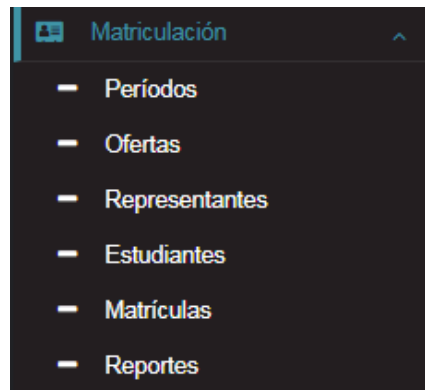 Matriculación
Períodos
Ofertas
Representantes
Estudiantes
Matrículas
Reportes